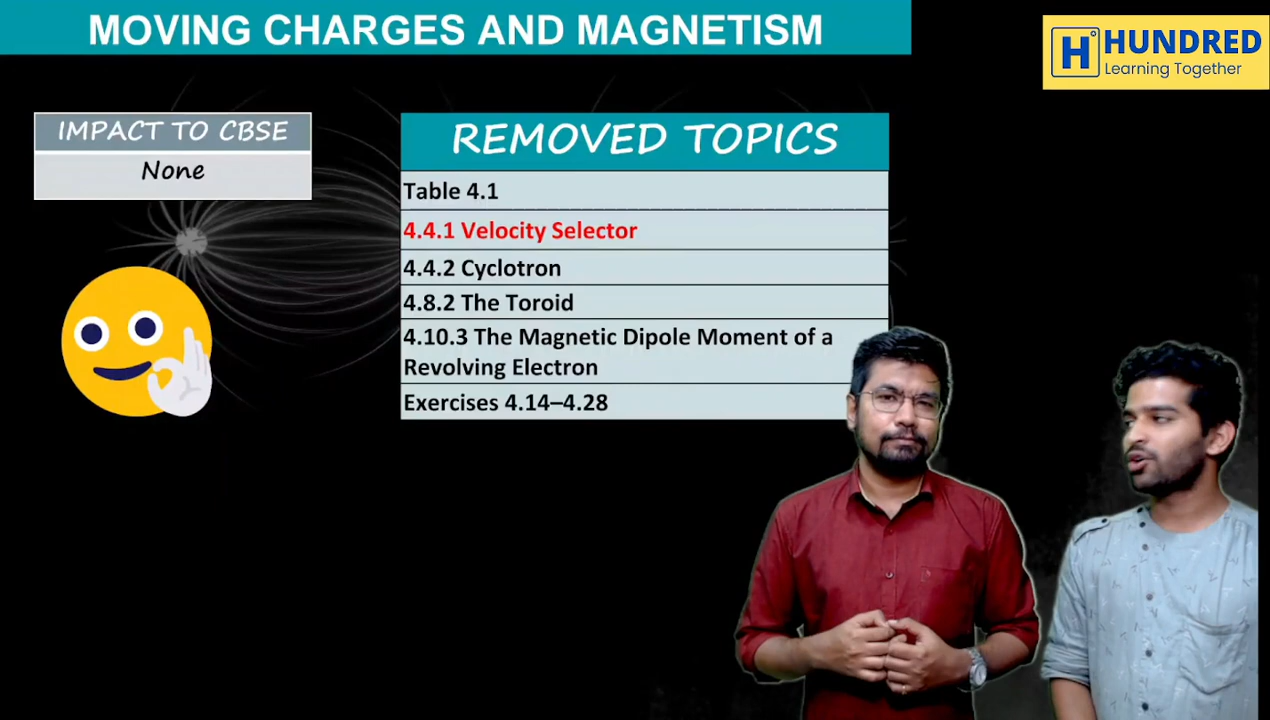 MOVING CHARGES AND MAGNETISM
H° HUNDRED
Learning Together
IMPACT TO CBSE
None
REMOVED TOPICS
Table 4.1
4.4.1 Velocity Selector
4.4.2 Cyclotron
4.8.2 The Toroid
4.10.3 The Magnetic Dipole Moment of a
Revolving Electron
Exercises 4.14–4.28